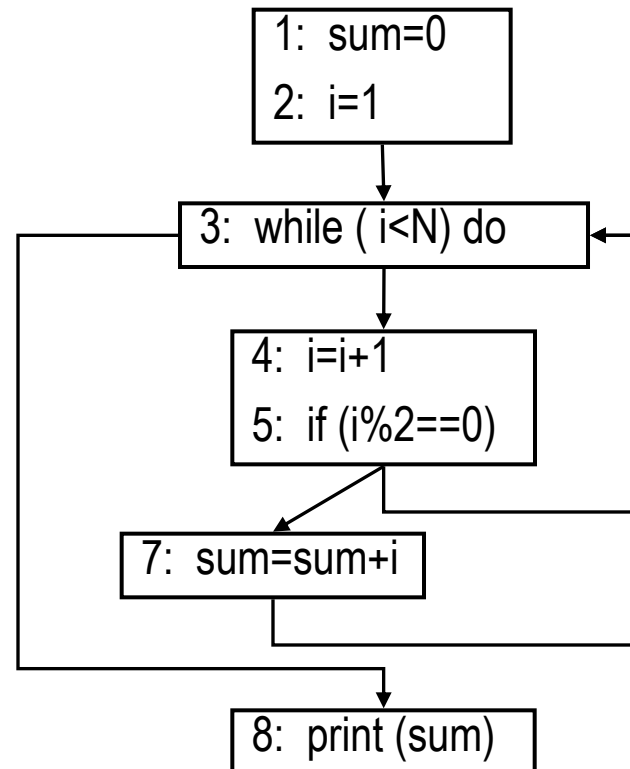 1: sum=0
2: i=1
3: while ( i<N) do
4: i=i+1
5: if (i%2==0)
7: sum=sum+i
8: print (sum)